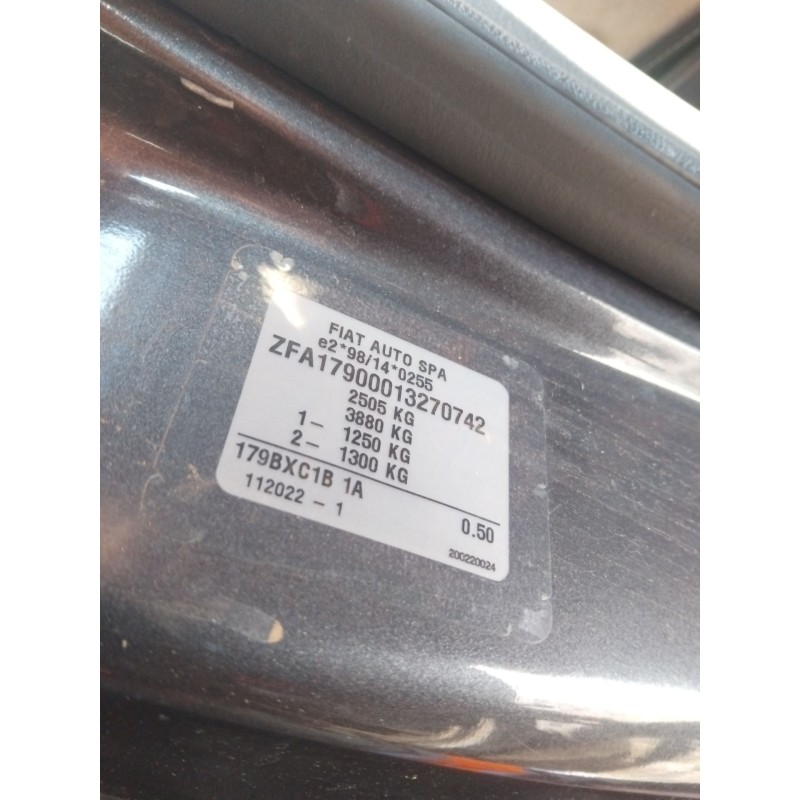 FIAT AUTO SPA
e2*98/14*0255
ZFA17900013270742
2505 KG
3880 KG
1- 1250 KG
2- 1300 KG
179BXC1B 1A
112022 - 1 0.50
200220024